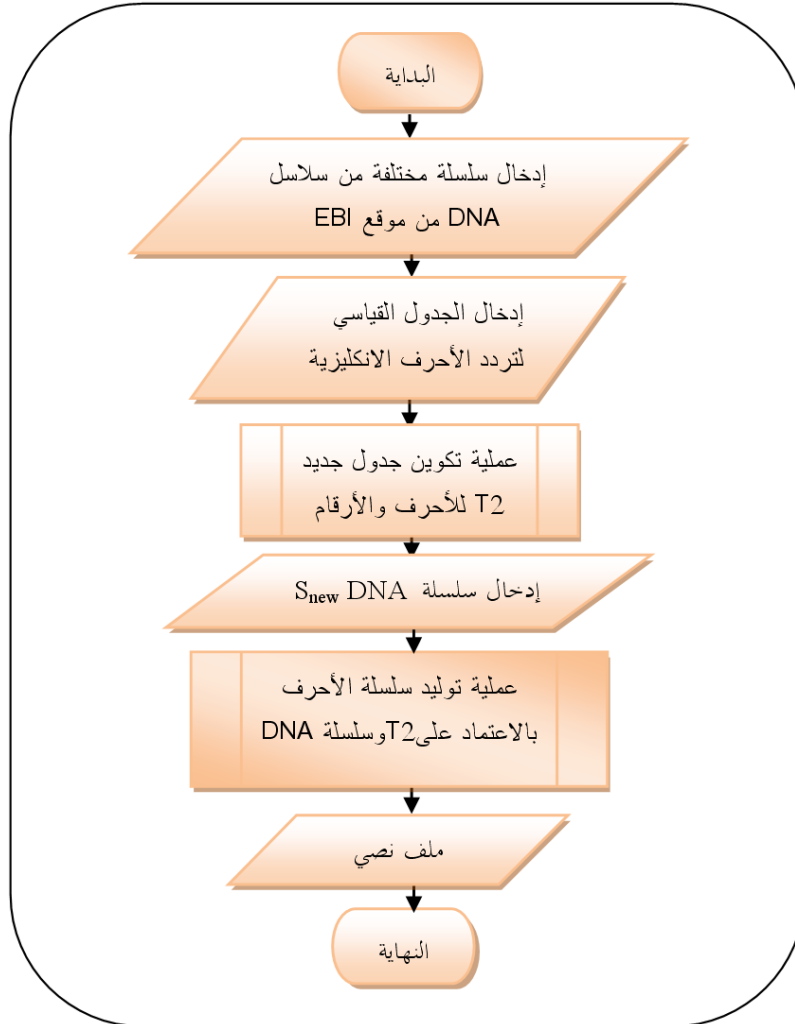 البداية
إدخال سلسلة مختلفة من سلاسل
DNA من موقع EBI
إدخال الجدول القياسي
لتردد الأحرف الانكليزية
عملية تكوين جدول جديد
T2 للأحرف والأرقام
إدخال سلسلة Snew DNA
عملية توليد سلسلة الأحرف
بالاعتماد علىT2وسلسلة DNA
ملف نصي
النهاية